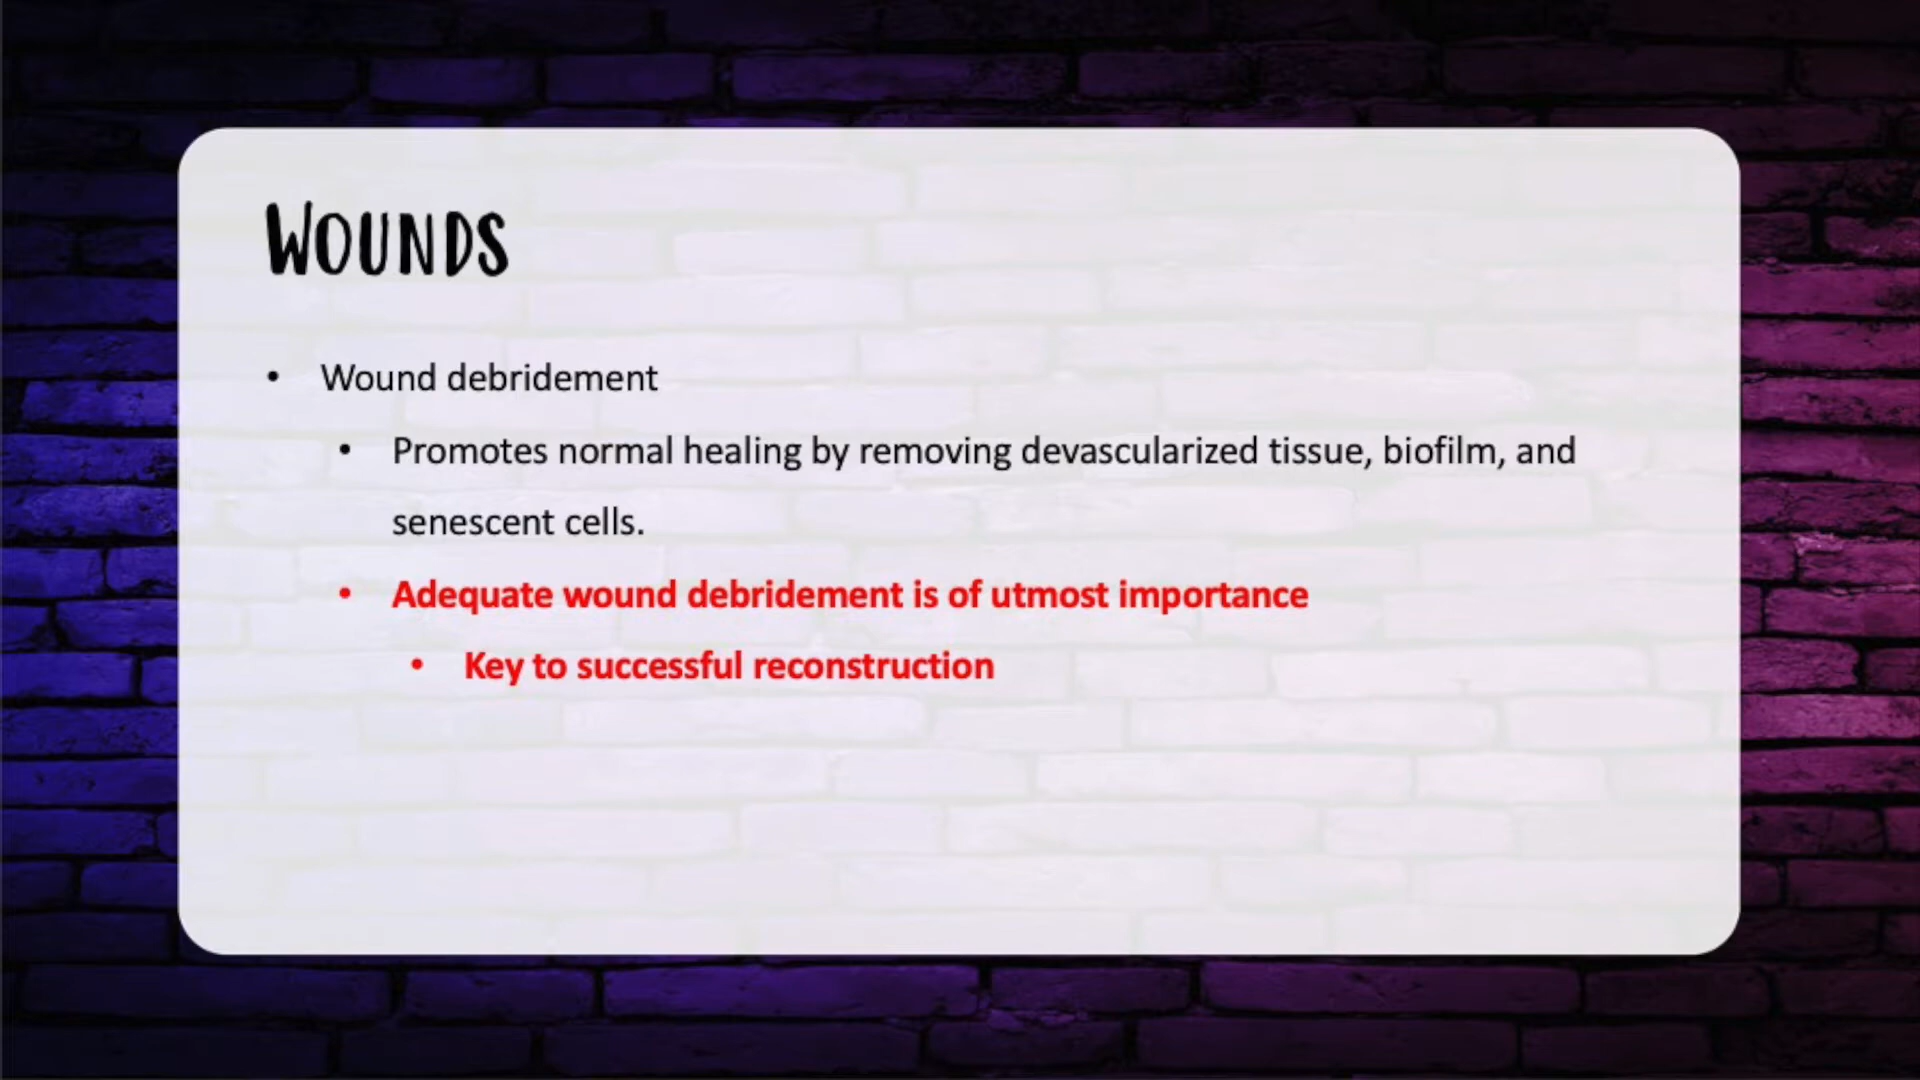 WOUNDS
• Wound debridement
• Promotes normal healing by removing devascularized tissue, biofilm, and
senescent cells.
• Adequate wound debridement is of utmost importance
• Key to successful reconstruction